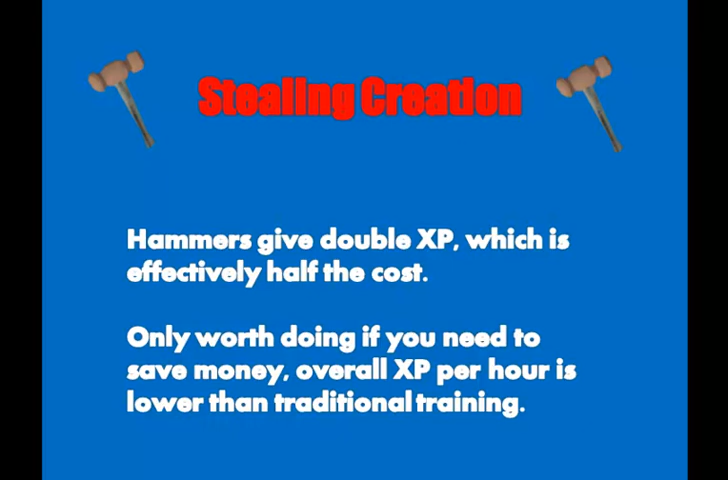 Stealing Creation
Hammers give double XP, which is
effectively half the cost.
Only worth doing if you need to
save money, overall XP per hour is
lower than traditional training.